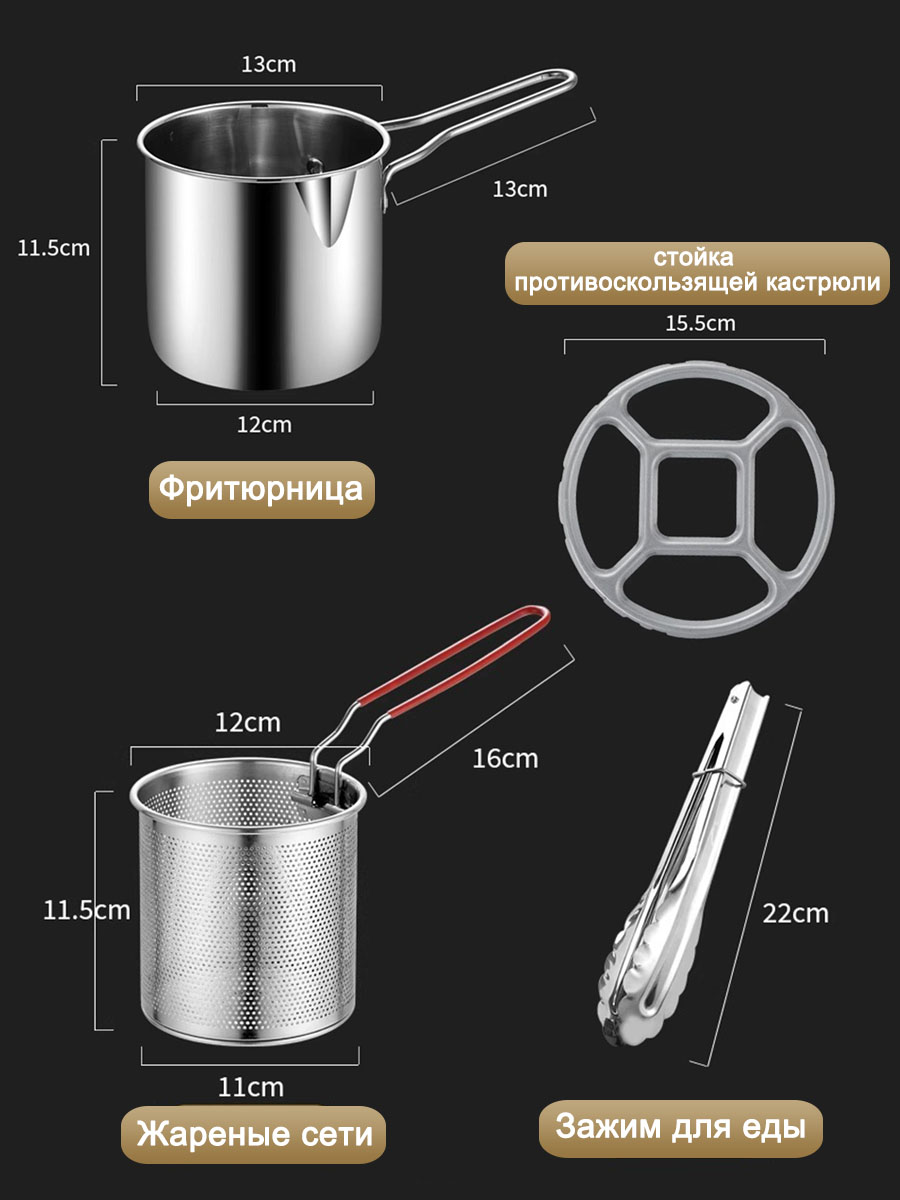 13cm
13cm
11.5cm
12cm
Фритюрница
стойка
противоскользящей кастрюли
15.5cm
12cm
16cm
11.5cm
11cm
Жареные сети
22cm
Зажим для еды